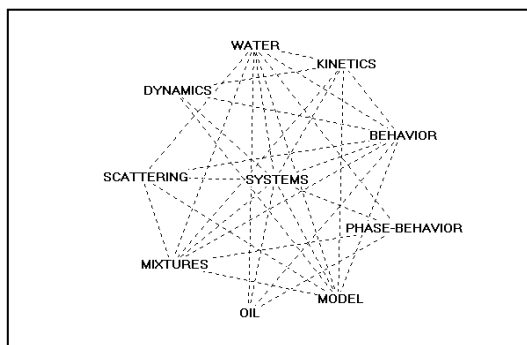 WATER
KINETICS
DYNAMICS
BEHAVIOR
SCATTERING
SYSTEMS
PHASE-BEHAVIOR
MIXTURES
MODEL
OIL